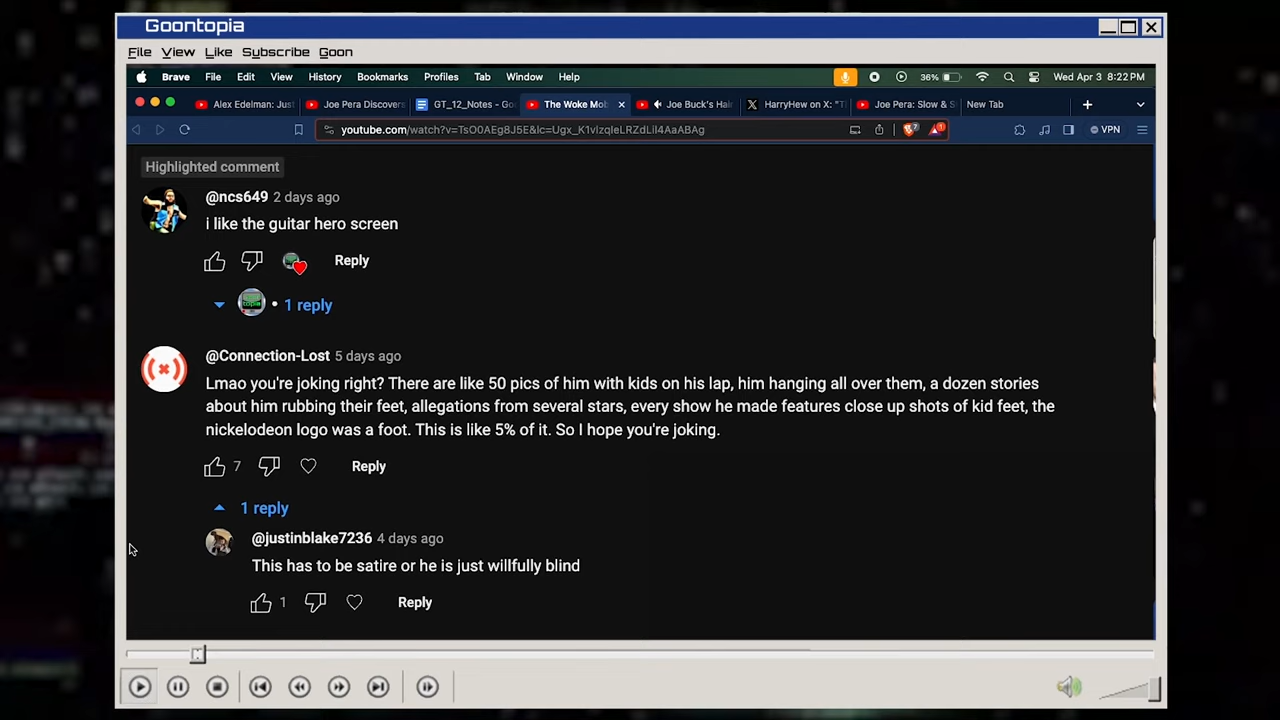 Goontopia
File View Like Subscribe Goon
Brave File Edit View History Bookmarks Profiles Tab Window Help 36% Wed Apr 3 8:22 PM
Alex Edelman: Jus Joe Pera Discovers GT_12_Notes - Go The Woke Mob Joe Buck's Hair HarryHew on X: "T Joe Pera: Slow & S New Tab
youtube.com/watch?v=TsO0AEg8J5E&lc=Ugx_K1vIzqIeLRZdLiI4AaABAg VPN
Highlighted comment
@ncs649 2 days ago
i like the guitar hero screen
Reply
• 1 reply
@Connection-Lost 5 days ago
Lmao you're joking right? There are like 50 pics of him with kids on his lap, him hanging all over them, a dozen stories
about him rubbing their feet, allegations from several stars, every show he made features close up shots of kid feet, the
nickelodeon logo was a foot. This is like 5% of it. So I hope you're joking.
7 Reply
1 reply
@justinblake7236 4 days ago
This has to be satire or he is just willfully blind
1 Reply